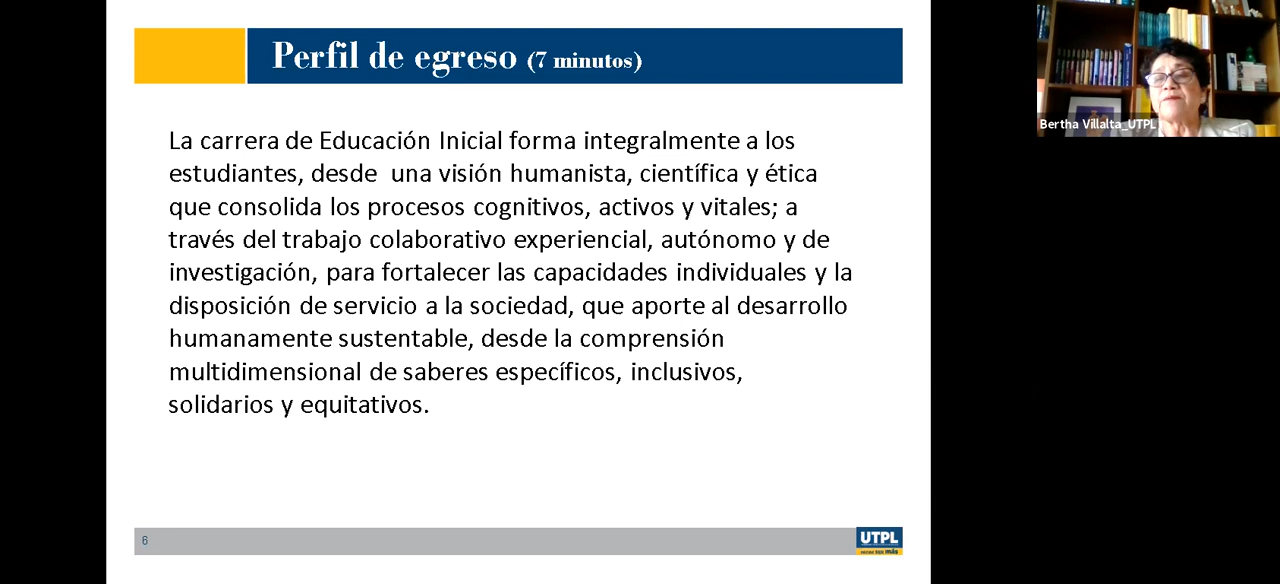 Perfil de egreso (7 minutos)
La carrera de Educación Inicial forma integralmente a los
estudiantes, desde una visión humanista, científica y ética
que consolida los procesos cognitivos, activos y vitales; a
través del trabajo colaborativo experiencial, autónomo y de
investigación, para fortalecer las capacidades individuales y la
disposición de servicio a la sociedad, que aporte al desarrollo
humanamente sustentable, desde la comprensión
multidimensional de saberes específicos, inclusivos,
solidarios y equitativos.
6
UTPL
Bertha Villalta_UTPL